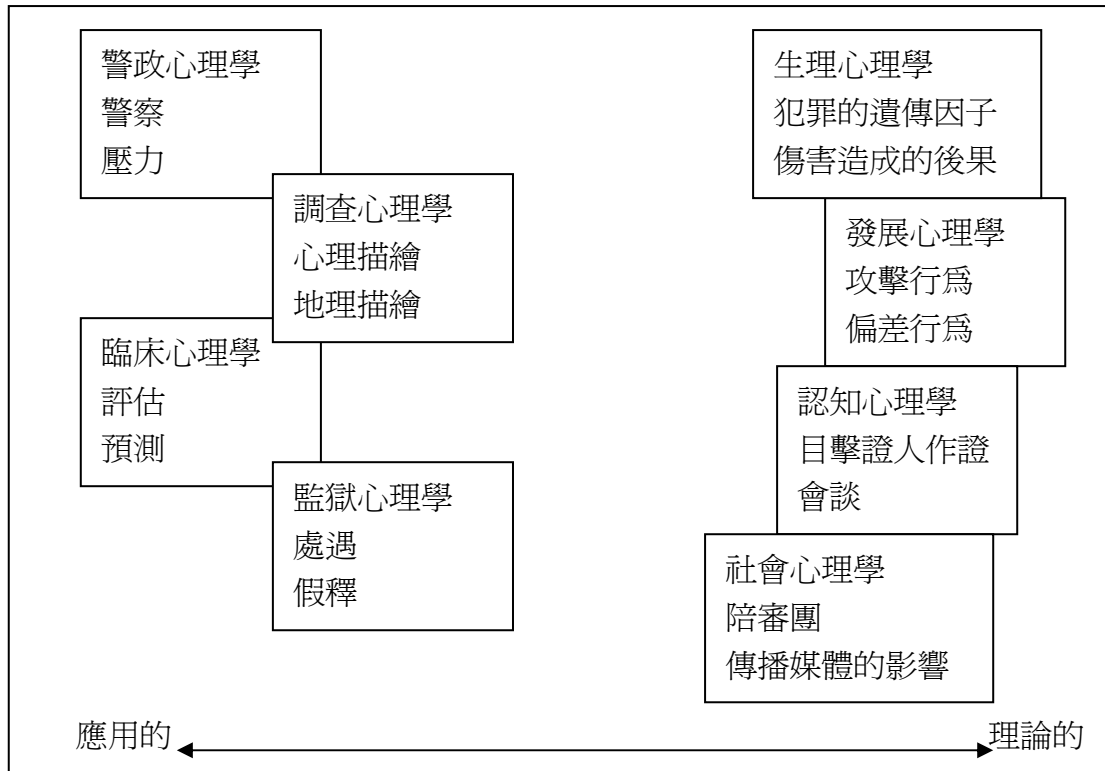 警政心理學
警察
壓力
調查心理學
心理描繪
地理描繪
臨床心理學
評估
預測
監獄心理學
處遇
假釋
生理心理學
犯罪的遺傳因子
傷害造成的後果
發展心理學
攻擊行為
偏差行為
認知心理學
目擊證人作證
會談
社會心理學
陪審團
傳播媒體的影響
應用的
理論的